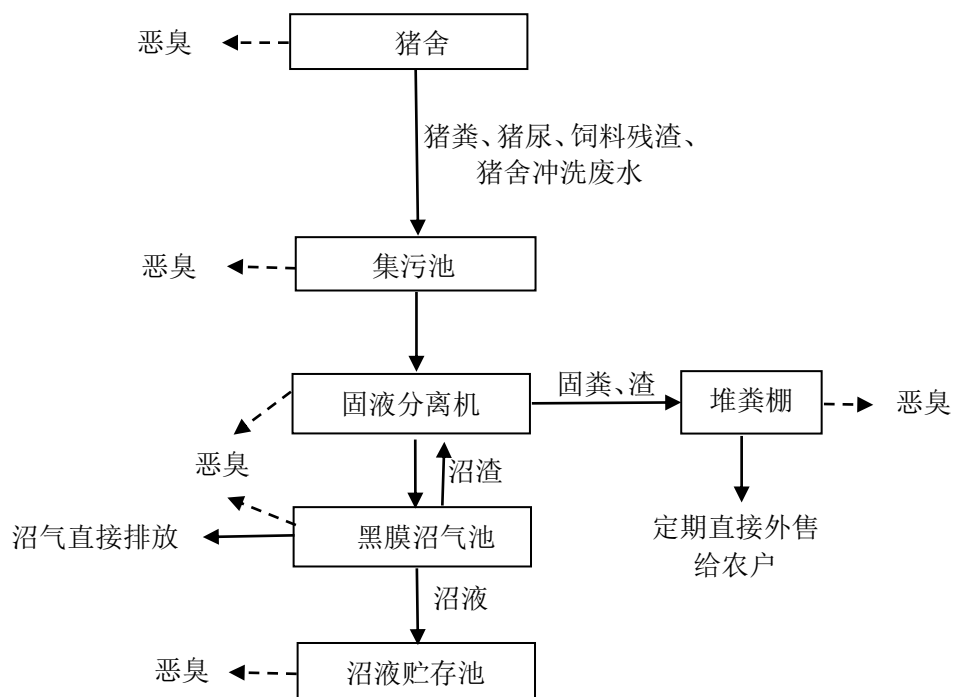 恶臭
猪舍
猪粪、猪尿、饲料残渣、
猪舍冲洗废水
恶臭
集污池
固液分离机
固粪、渣
堆粪棚
恶臭
恶臭
沼渣
沼气直接排放
黑膜沼气池
定期直接外售
给农户
沼液
恶臭
沼液贮存池